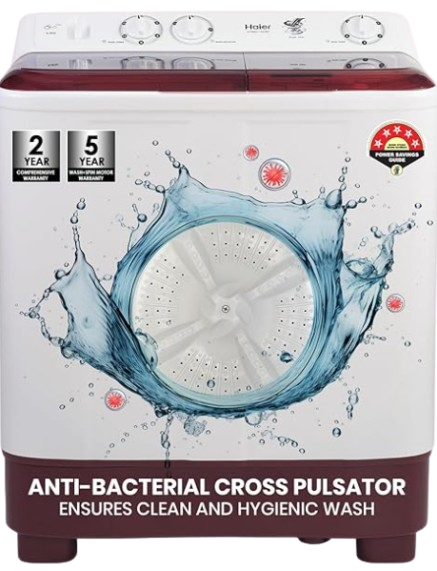 Haier
2
YEAR
COMPREHENSIVE
WARRANTY
5
YEAR
WASH+SPIN MOTOR
WARRANTY
POWER SAVINGS
GUIDE
ANTI-BACTERIAL CROSS PULSATOR
ENSURES CLEAN AND HYGIENIC WASH